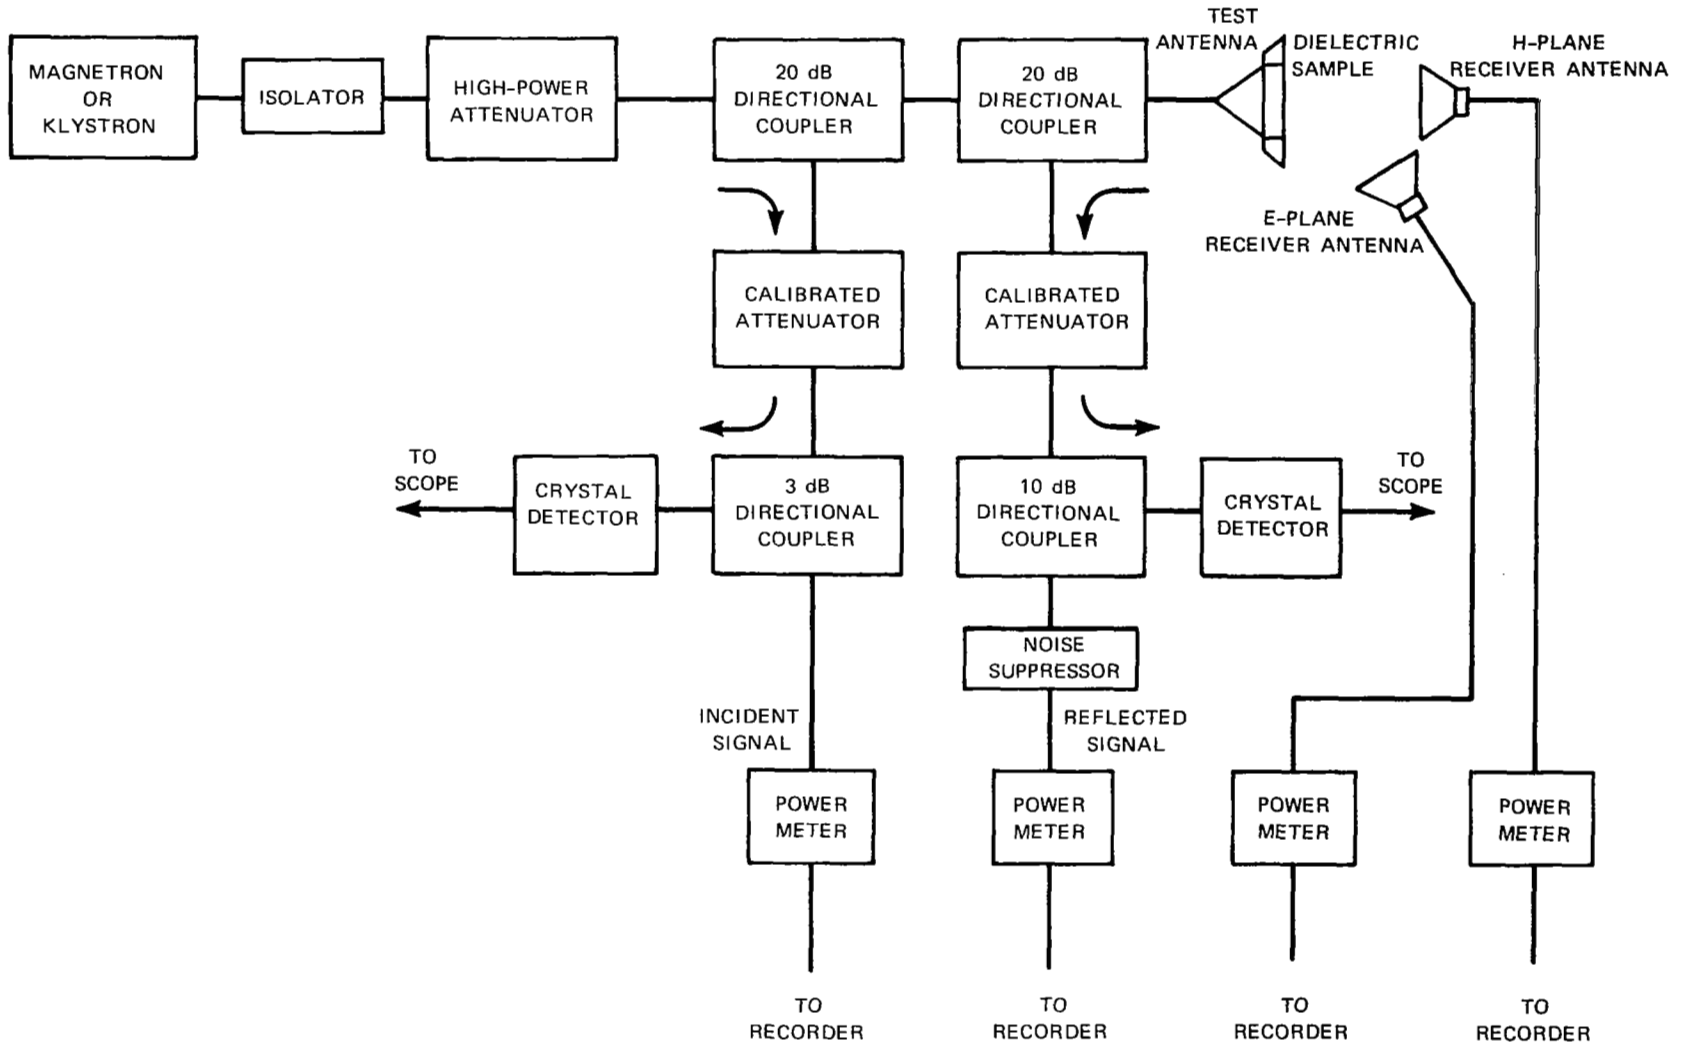 MAGNETRON
OR
KLYSTRON
ISOLATOR
HIGH-POWER
ATTENUATOR
20 dB
DIRECTIONAL
COUPLER
20 dB
DIRECTIONAL
COUPLER
TEST
ANTENNA
DIELECTRIC
SAMPLE
H-PLANE
RECEIVER ANTENNA
E-PLANE
RECEIVER ANTENNA
CALIBRATED
ATTENUATOR
CALIBRATED
ATTENUATOR
TO
SCOPE
CRYSTAL
DETECTOR
3 dB
DIRECTIONAL
COUPLER
10 dB
DIRECTIONAL
COUPLER
CRYSTAL
DETECTOR
TO
SCOPE
NOISE
SUPPRESSOR
INCIDENT
SIGNAL
REFLECTED
SIGNAL
POWER
METER
POWER
METER
POWER
METER
POWER
METER
TO
RECORDER
TO
RECORDER
TO
RECORDER
TO
RECORDER